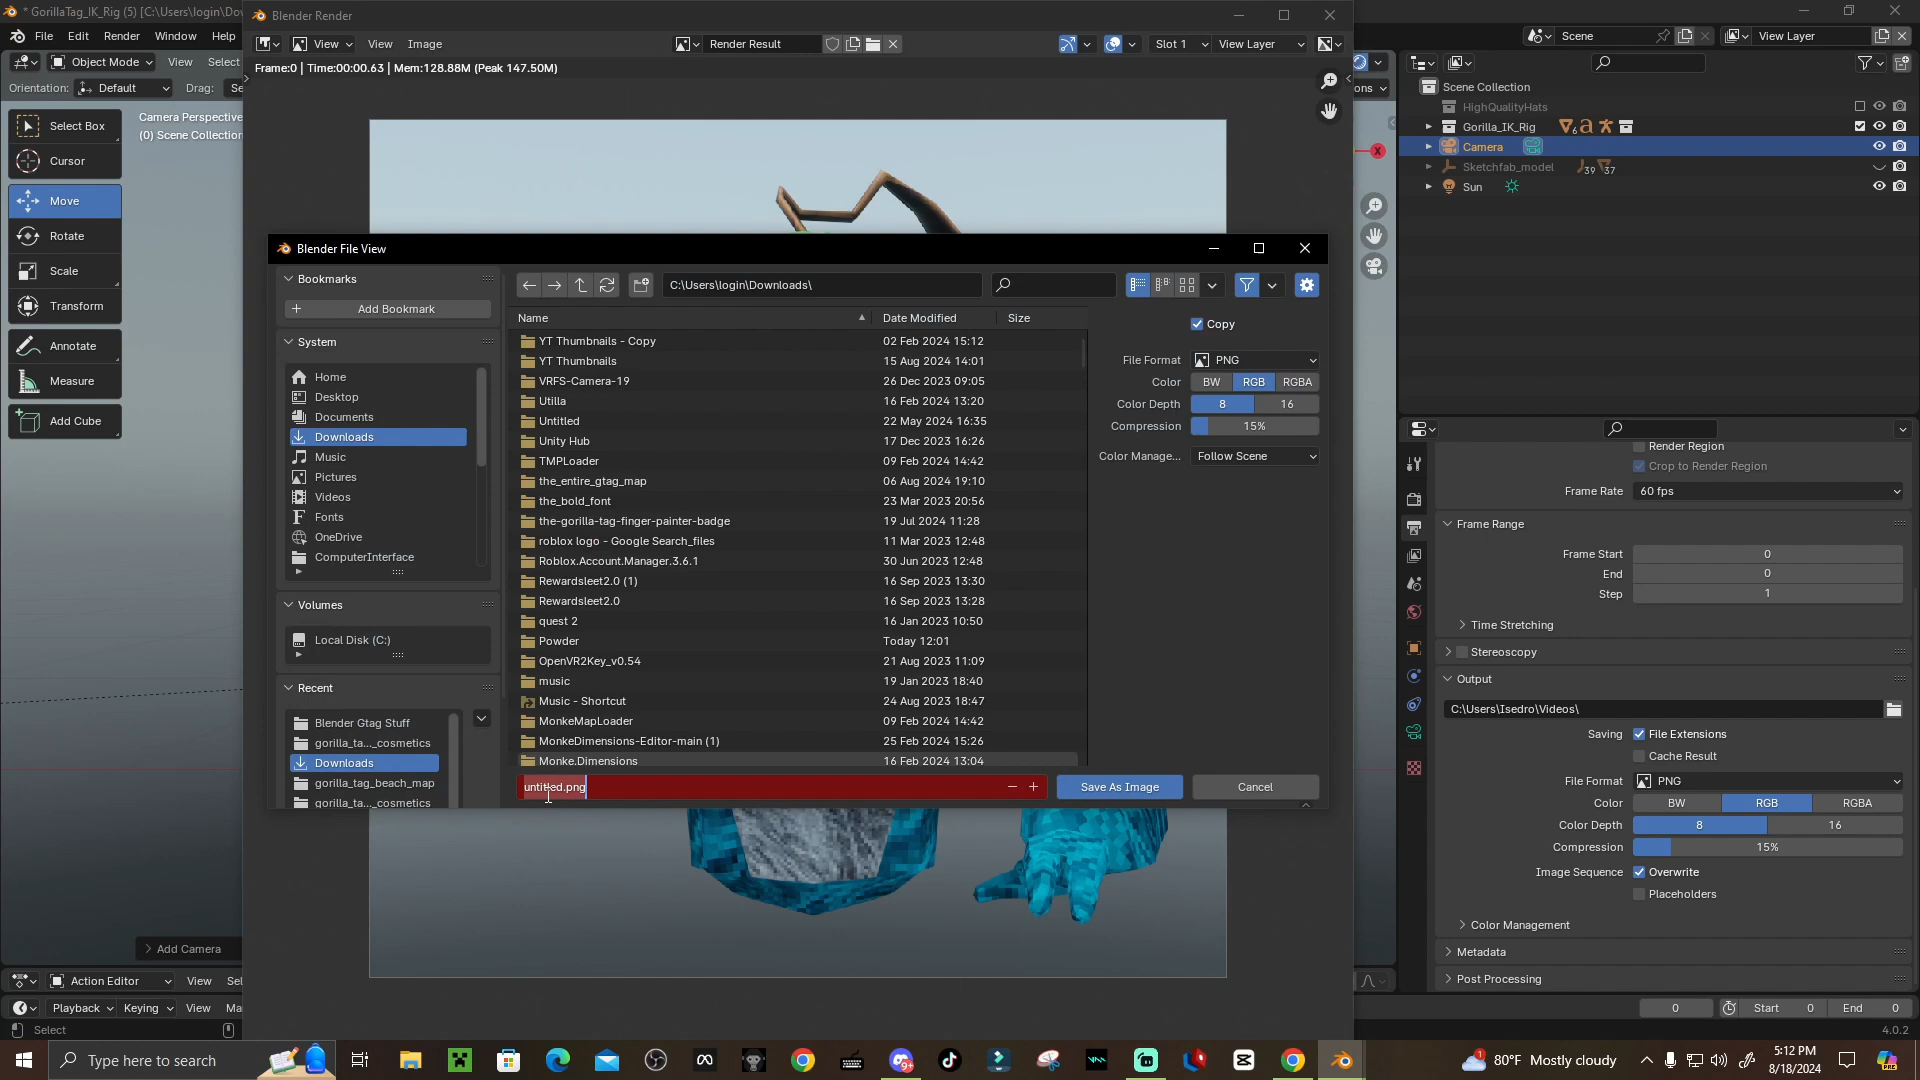 * GorillaTag_IK_Rig (5) [C:\Users\login\Dov
Blender Render
File Edit Render Window Help
View View Image Render Result Slot 1 View Layer
Scene View Layer
Object Mode View Select
Frame:0 | Time:00:00.63 | Mem:128.88M (Peak 147.50M)
Orientation: Default Drag: Se
ons
Scene Collection
HighQualityHats
Gorilla_IK_Rig 6
Camera
Sketchfab_model 39 37
Sun
X
Camera Perspective
(0) Scene Collection
Select Box
Cursor
Move
Rotate
Scale
Transform
Annotate
Measure
Add Cube
Add Camera
Blender File View
Bookmarks
Add Bookmark
System
Home
Desktop
Documents
Downloads
Music
Pictures
Videos
Fonts
OneDrive
ComputerInterface
Volumes
Local Disk (C:)
Recent
Blender Gtag Stuff
gorilla_ta..._cosmetics
Downloads
gorilla_tag_beach_map
gorilla_ta..._cosmetics
C:\Users\login\Downloads\
Name Date Modified Size
YT Thumbnails - Copy 02 Feb 2024 15:12
YT Thumbnails 15 Aug 2024 14:01
VRFS-Camera-19 26 Dec 2023 09:05
Utilla 16 Feb 2024 13:20
Untitled 22 May 2024 16:35
Unity Hub 17 Dec 2023 16:26
TMPLoader 09 Feb 2024 14:42
the_entire_gtag_map 06 Aug 2024 19:10
the_bold_font 23 Mar 2023 20:56
the-gorilla-tag-finger-painter-badge 19 Jul 2024 11:28
roblox logo - Google Search_files 11 Mar 2023 12:48
Roblox.Account.Manager.3.6.1 30 Jun 2023 12:48
Rewardsleet2.0 (1) 16 Sep 2023 13:30
Rewardsleet2.0 16 Sep 2023 13:28
quest 2 16 Jan 2023 10:50
Powder Today 12:01
OpenVR2Key_v0.54 21 Aug 2023 11:09
music 19 Jan 2023 18:40
Music - Shortcut 24 Aug 2023 18:47
MonkeMapLoader 09 Feb 2024 14:42
MonkeDimensions-Editor-main (1) 25 Feb 2024 15:26
Monke.Dimensions 16 Feb 2024 13:04
untitled.png Save As Image Cancel
Copy
File Format PNG
Color BW RGB RGBA
Color Depth 8 16
Compression 15%
Color Manage... Follow Scene
Render Region
Crop to Render Region
Frame Rate 60 fps
Frame Range
Frame Start 0
End 0
Step 1
Time Stretching
Stereoscopy
Output
C:\Users\Isedro\Videos\
Saving File Extensions
Cache Result
File Format PNG
Color BW RGB RGBA
Color Depth 8 16
Compression 15%
Image Sequence Overwrite
Placeholders
Color Management
Metadata
Post Processing
Action Editor View Sel
Playback Keying View Ma
0 Start 0 End 0
Select
4.0.2
Type here to search
80°F Mostly cloudy
5:12 PM
8/18/2024